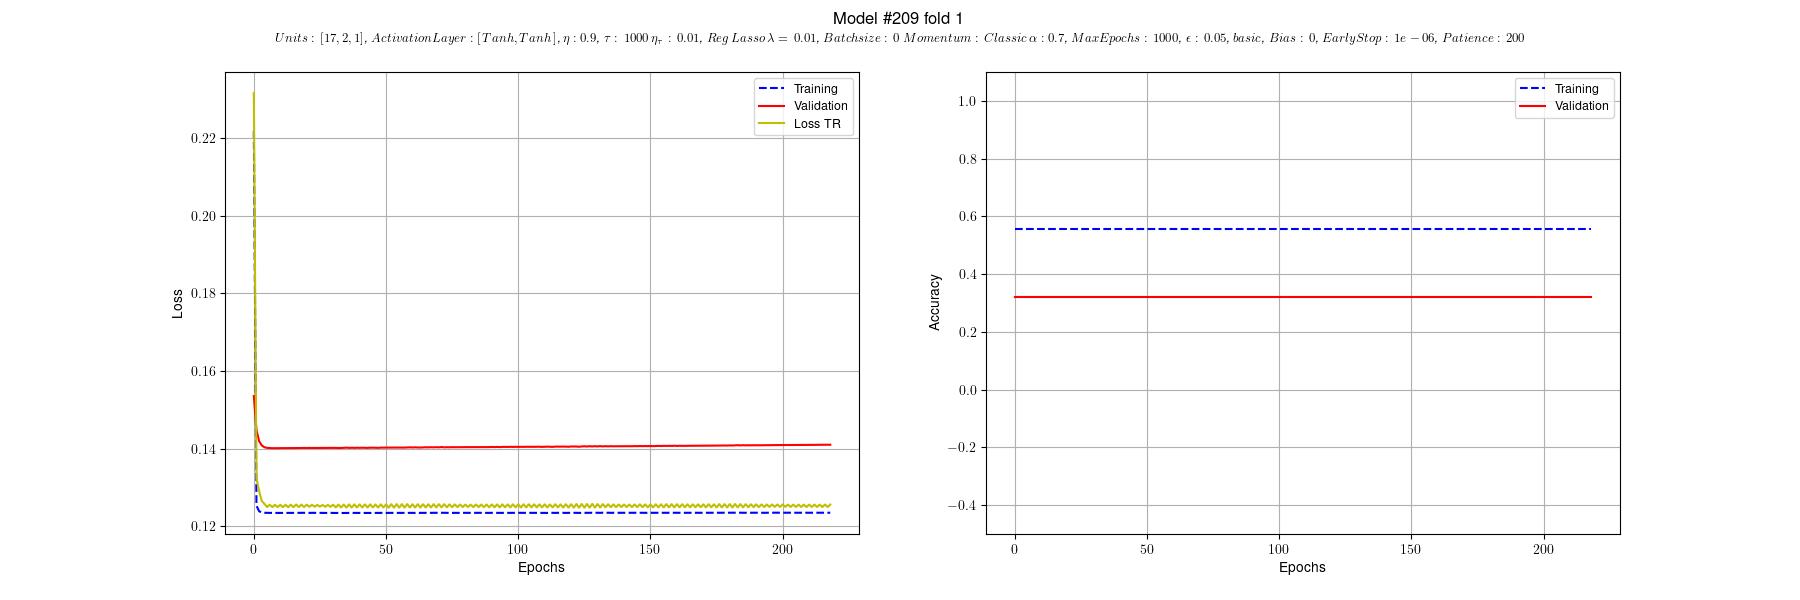 Model #209 fold 1
Units : [17, 2, 1], ActivationLayer : [Tanh, Tanh], η : 0.9, τ : 1000 η_τ : 0.01, Reg Lasso λ = 0.01, Batchsize : 0 Momentum : Classic α : 0.7, MaxEpochs : 1000, ϵ : 0.05, basic, Bias : 0, EarlyStop : 1e − 06, Patience : 200
Training
Validation
Loss TR
0.22
0.20
0.18
0.16
0.14
0.12
Loss
0 50 100 150 200
Epochs
Training
Validation
1.0
0.8
0.6
0.4
0.2
0.0
−0.2
−0.4
Accuracy
0 50 100 150 200
Epochs